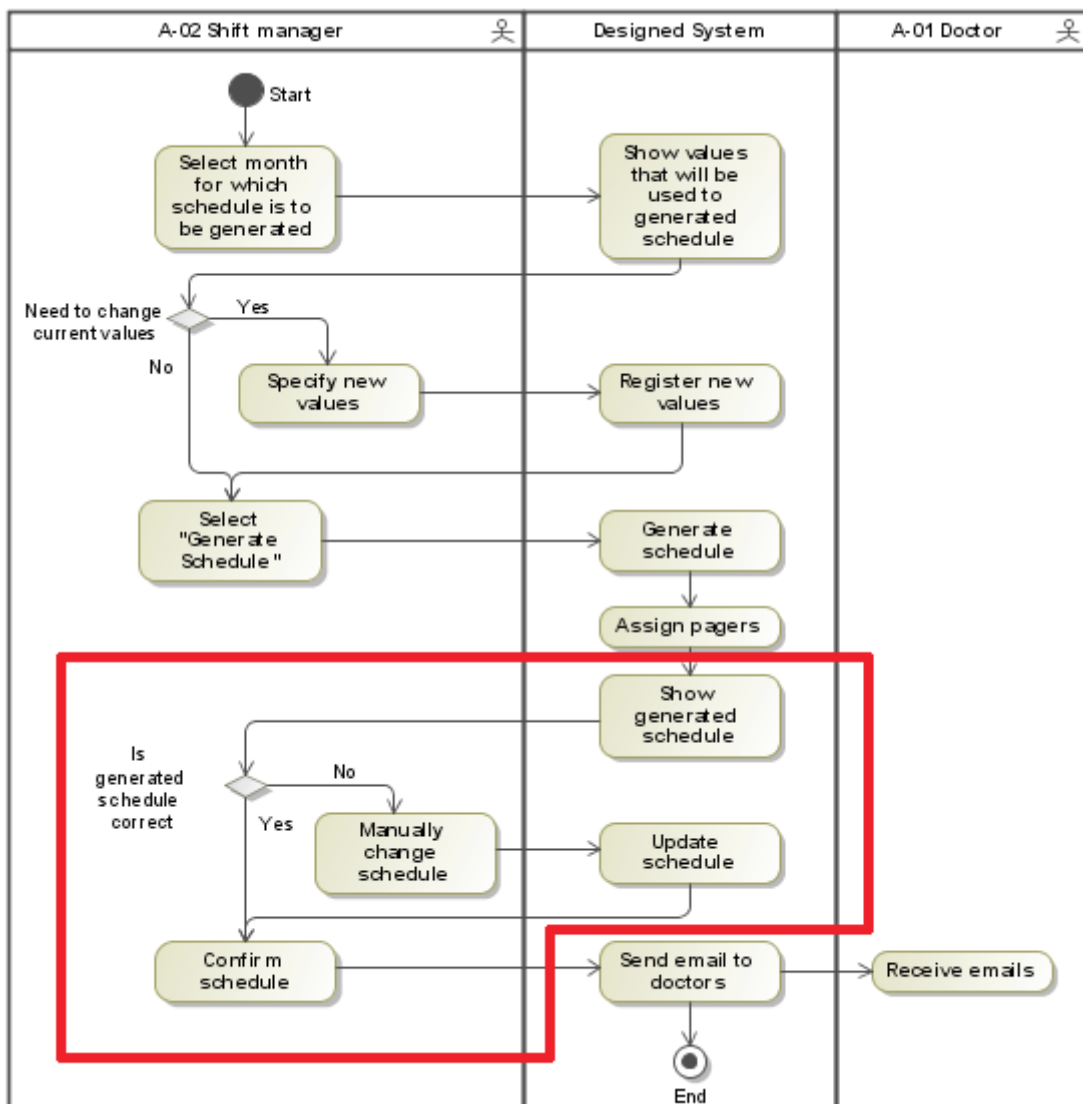 A-02 Shift manager
Designed System
A-01 Doctor
Start
Select month
for which
schedule is to
be generated
Show values
that will be
used to
generated
schedule
Need to change
current values
Yes
No
Specify new
values
Register new
values
Select
"Generate
Schedule"
Generate
schedule
Assign pagers
Show
generated
schedule
Is
generated
schedule
correct
No
Yes
Manually
change
schedule
Update
schedule
Confirm
schedule
Send email to
doctors
Receive emails
End